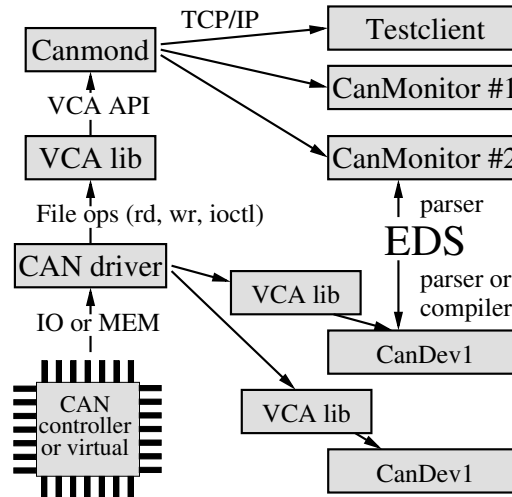 TCP/IP
Testclient
Canmond
CanMonitor #1
VCA API
VCA lib
CanMonitor #2
File ops (rd, wr, ioctl)
parser
EDS
CAN driver
parser or
compiler
VCA lib
IO or MEM
CanDev1
CAN
controller
or virtual
VCA lib
CanDev1